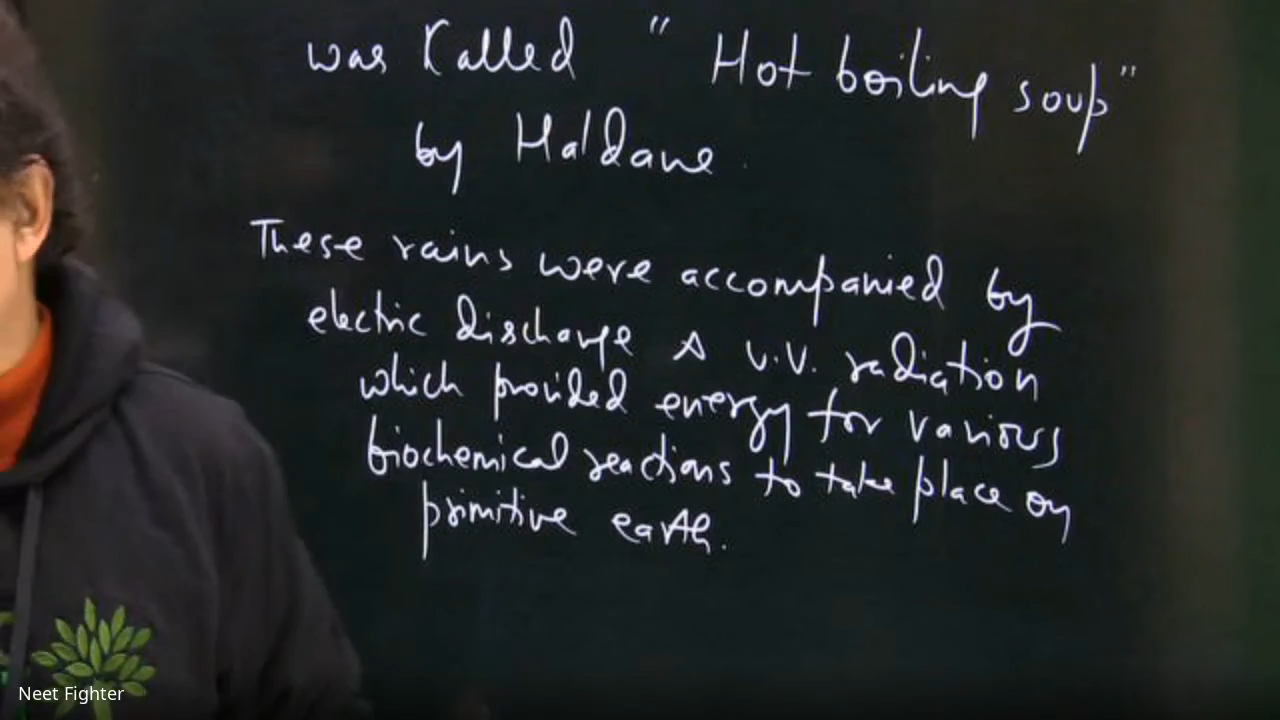 was called " Hot boiling soup"
by Haldane.
These rains were accompanied by
electric discharge & U.V. radiation
which provided energy for various
biochemical reactions to take place on
primitive earth.
Neet Fighter